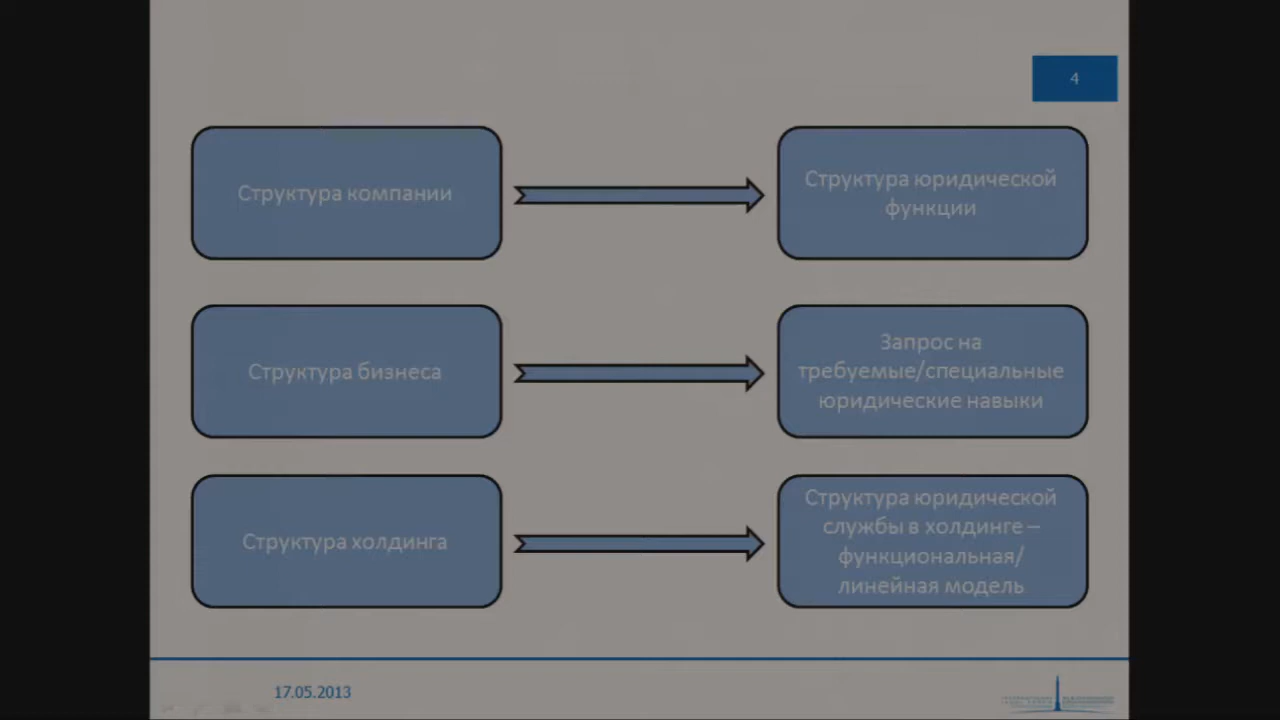 4
Структура компании
Структура юридической
функции
Структура бизнеса
Запрос на
требуемые/специальные
юридические навыки
Структура холдинга
Структура юридической
службы в холдинге –
функциональная/
линейная модель
17.05.2013